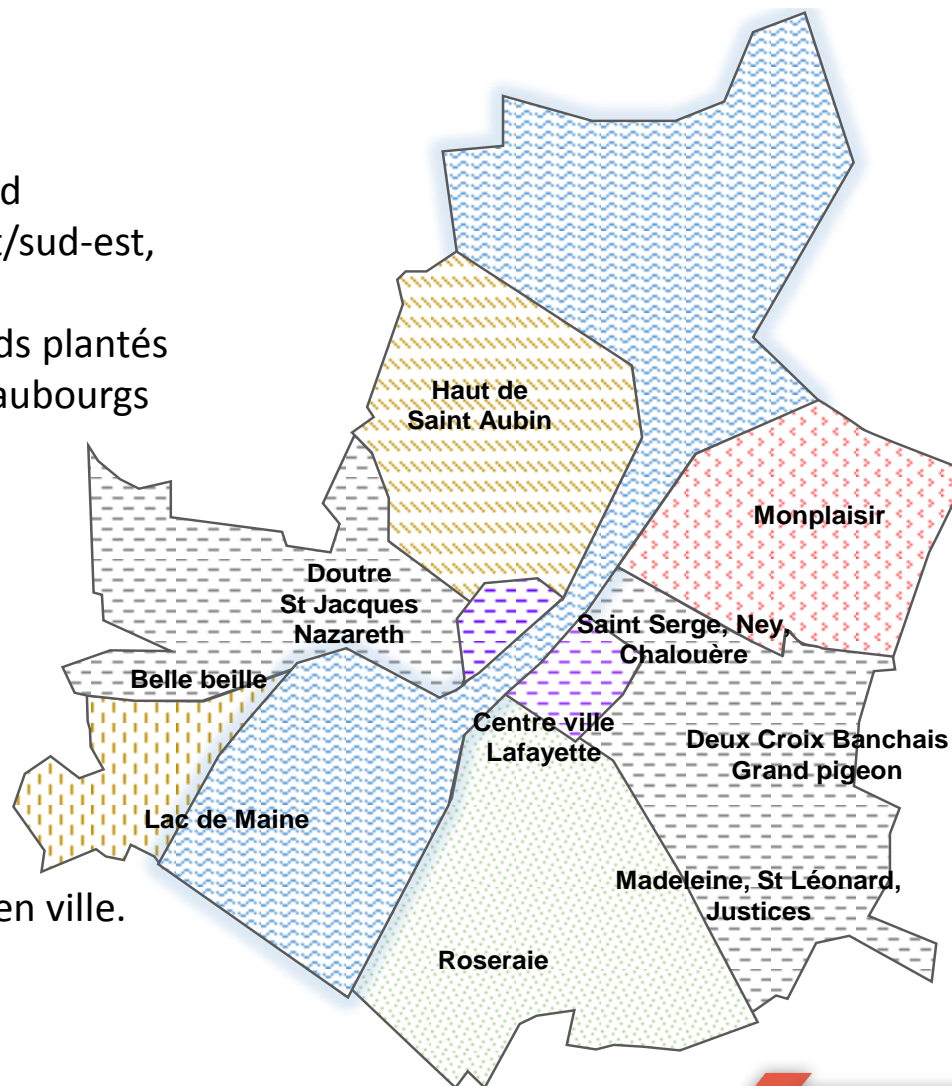 d
t/sud-est,
ds plantés
aubourgs
Haut de
Saint Aubin
Monplaisir
Doutre
St Jacques
Nazareth
Saint Serge, Ney,
Chalouère
Belle beille
Centre ville
Lafayette
Deux Croix Banchais
Grand pigeon
Lac de Maine
Madeleine, St Léonard,
Justices
en ville.
Roseraie